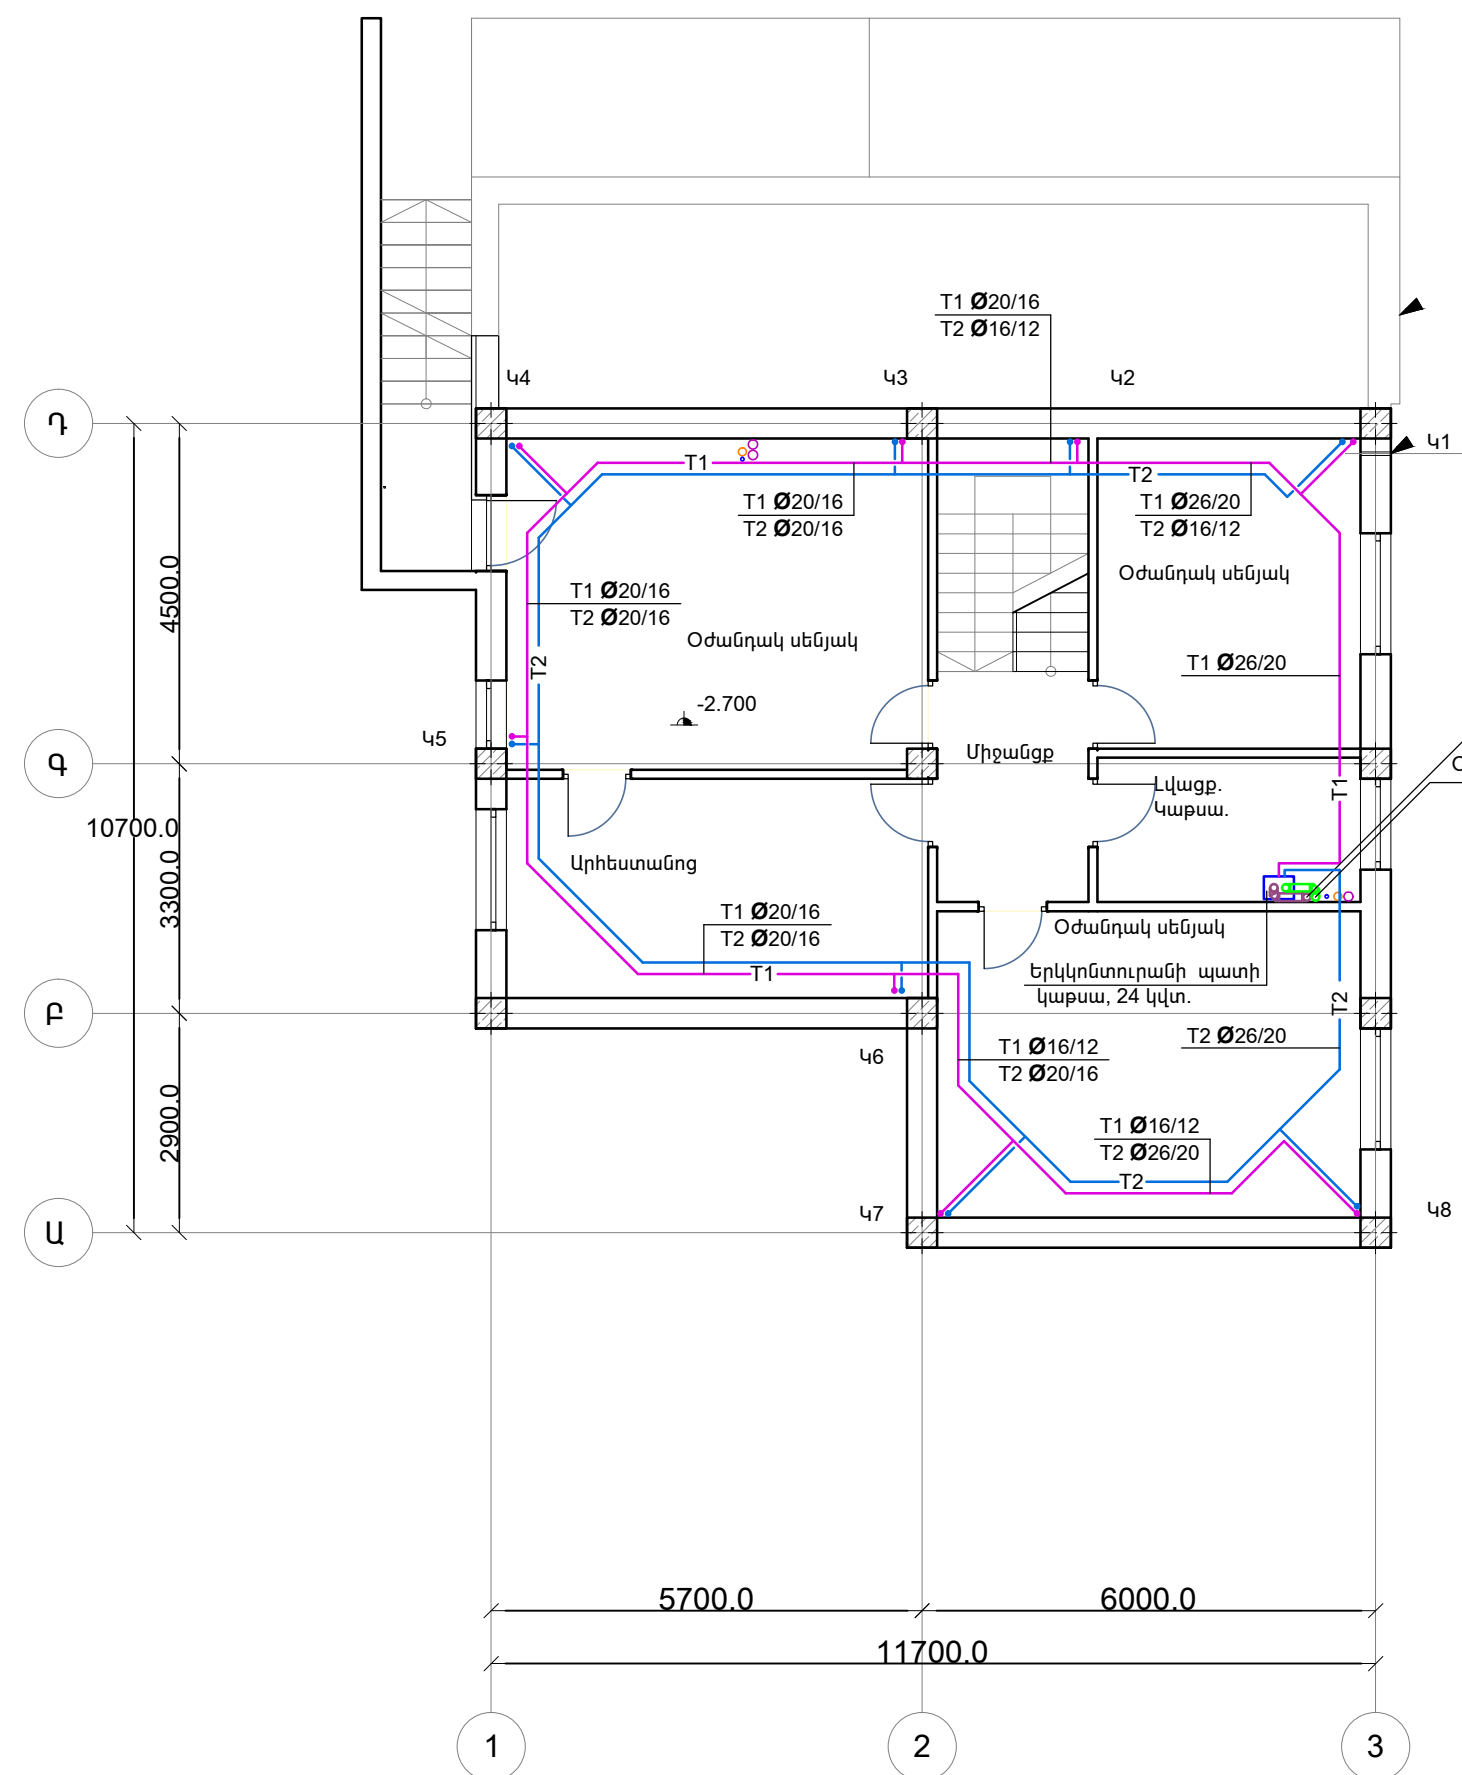 T1 Ø20/16
T2 Ø16/12
Կ4
Կ3
Կ2
Դ
Կ1
T1
T2
T1 Ø20/16
T2 Ø20/16
T1 Ø26/20
T2 Ø16/12
Օժանդակ սենյակ
T1 Ø20/16
T2 Ø20/16
4500.0
Օժանդակ սենյակ
T2
T1 Ø26/20
-2.700
Կ5
Միջանցք
Գ
Լվացք.
Կաթսա.
T1
10700.0
3300.0
Արհեստանոց
T1 Ø20/16
T2 Ø20/16
Օժանդակ սենյակ
T1
Երկկոնտուրանի պատի
կաթսա, 24 կվտ.
T2
Բ
T2 Ø26/20
Կ6
T1 Ø16/12
T2 Ø20/16
2900.0
T1 Ø16/12
T2 Ø26/20
T2
Կ7
Կ8
Ա
5700.0
6000.0
11700.0
1
2
3